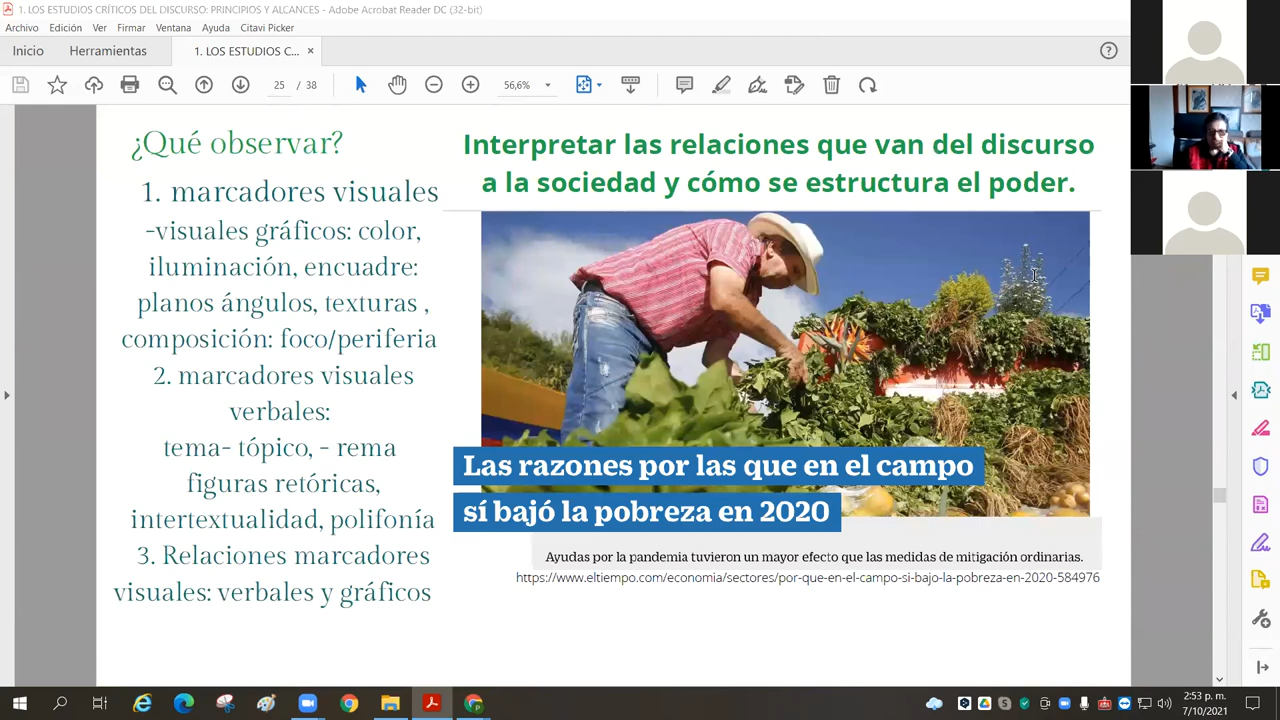 1. LOS ESTUDIOS CRÍTICOS DEL DISCURSO: PRINCIPIOS Y ALCANCES - Adobe Acrobat Reader DC (32-bit)
Archivo Edición Ver Firmar Ventana Ayuda Citavi Picker
Inicio Herramientas 1. LOS ESTUDIOS C... ×
25 / 38 56,6%
¿Qué observar?
1. marcadores visuales
-visuales gráficos: color,
iluminación, encuadre:
planos ángulos, texturas ,
composición: foco/periferia
2. marcadores visuales
verbales:
tema- tópico, - rema
figuras retóricas,
intertextualidad, polifonía
3. Relaciones marcadores
visuales: verbales y gráficos
Interpretar las relaciones que van del discurso
a la sociedad y cómo se estructura el poder.
Las razones por las que en el campo
sí bajó la pobreza en 2020
Ayudas por la pandemia tuvieron un mayor efecto que las medidas de mitigación ordinarias.
https://www.eltiempo.com/economia/sectores/por-que-en-el-campo-si-bajo-la-pobreza-en-2020-584976
2:53 p. m.
7/10/2021